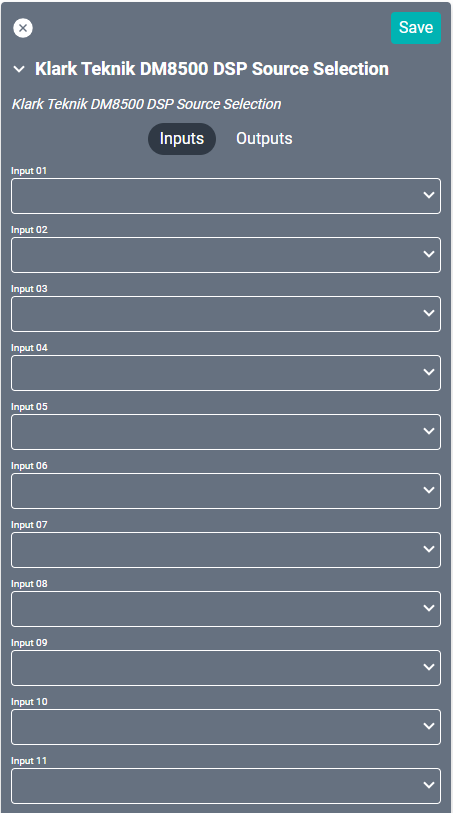 Save
Klark Teknik DM8500 DSP Source Selection
Klark Teknik DM8500 DSP Source Selection
Inputs Outputs
Input 01
Input 02
Input 03
Input 04
Input 05
Input 06
Input 07
Input 08
Input 09
Input 10
Input 11